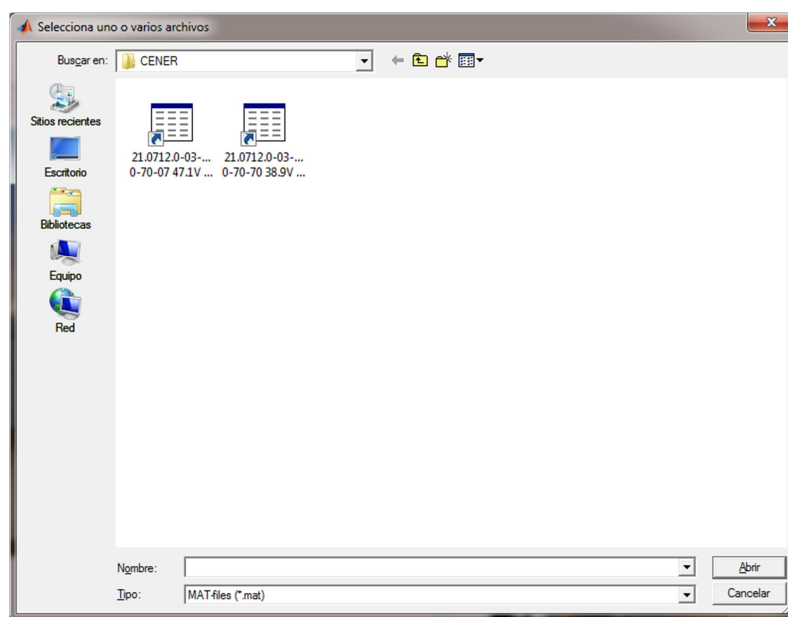 Selecciona uno o varios archivos
Buscar en:
CENER
Sitios recientes
Escritorio
Bibliotecas
Equipo
Red
21.0712.0-03-...
0-70-07 47.1V ...
21.0712.0-03-...
0-70-70 38.9V ...
Nombre:
Abrir
Tipo:
MAT-files (*.mat)
Cancelar